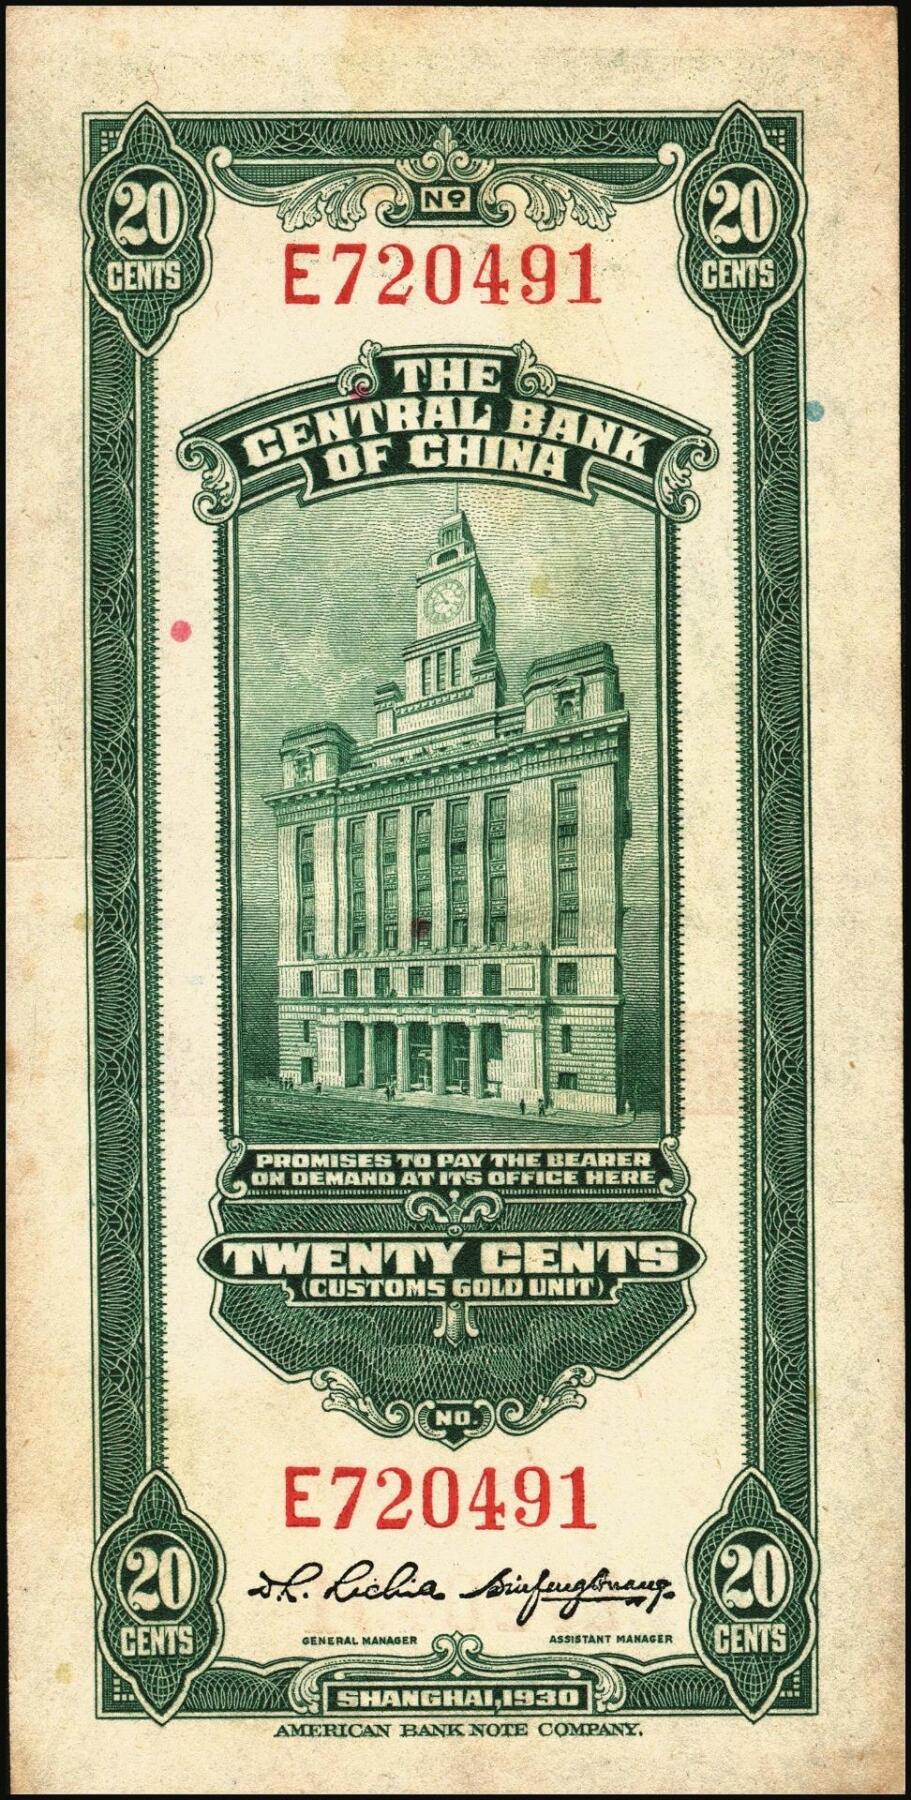 20 CENTS
Nº
20 CENTS
E720491
THE
CENTRAL BANK
OF CHINA
PROMISES TO PAY THE BEARER
ON DEMAND AT ITS OFFICE HERE
TWENTY CENTS
(CUSTOMS GOLD UNIT)
NO.
E720491
20 CENTS
20 CENTS
GENERAL MANAGER
ASSISTANT MANAGER
SHANGHAI, 1930
AMERICAN BANK NOTE COMPANY.